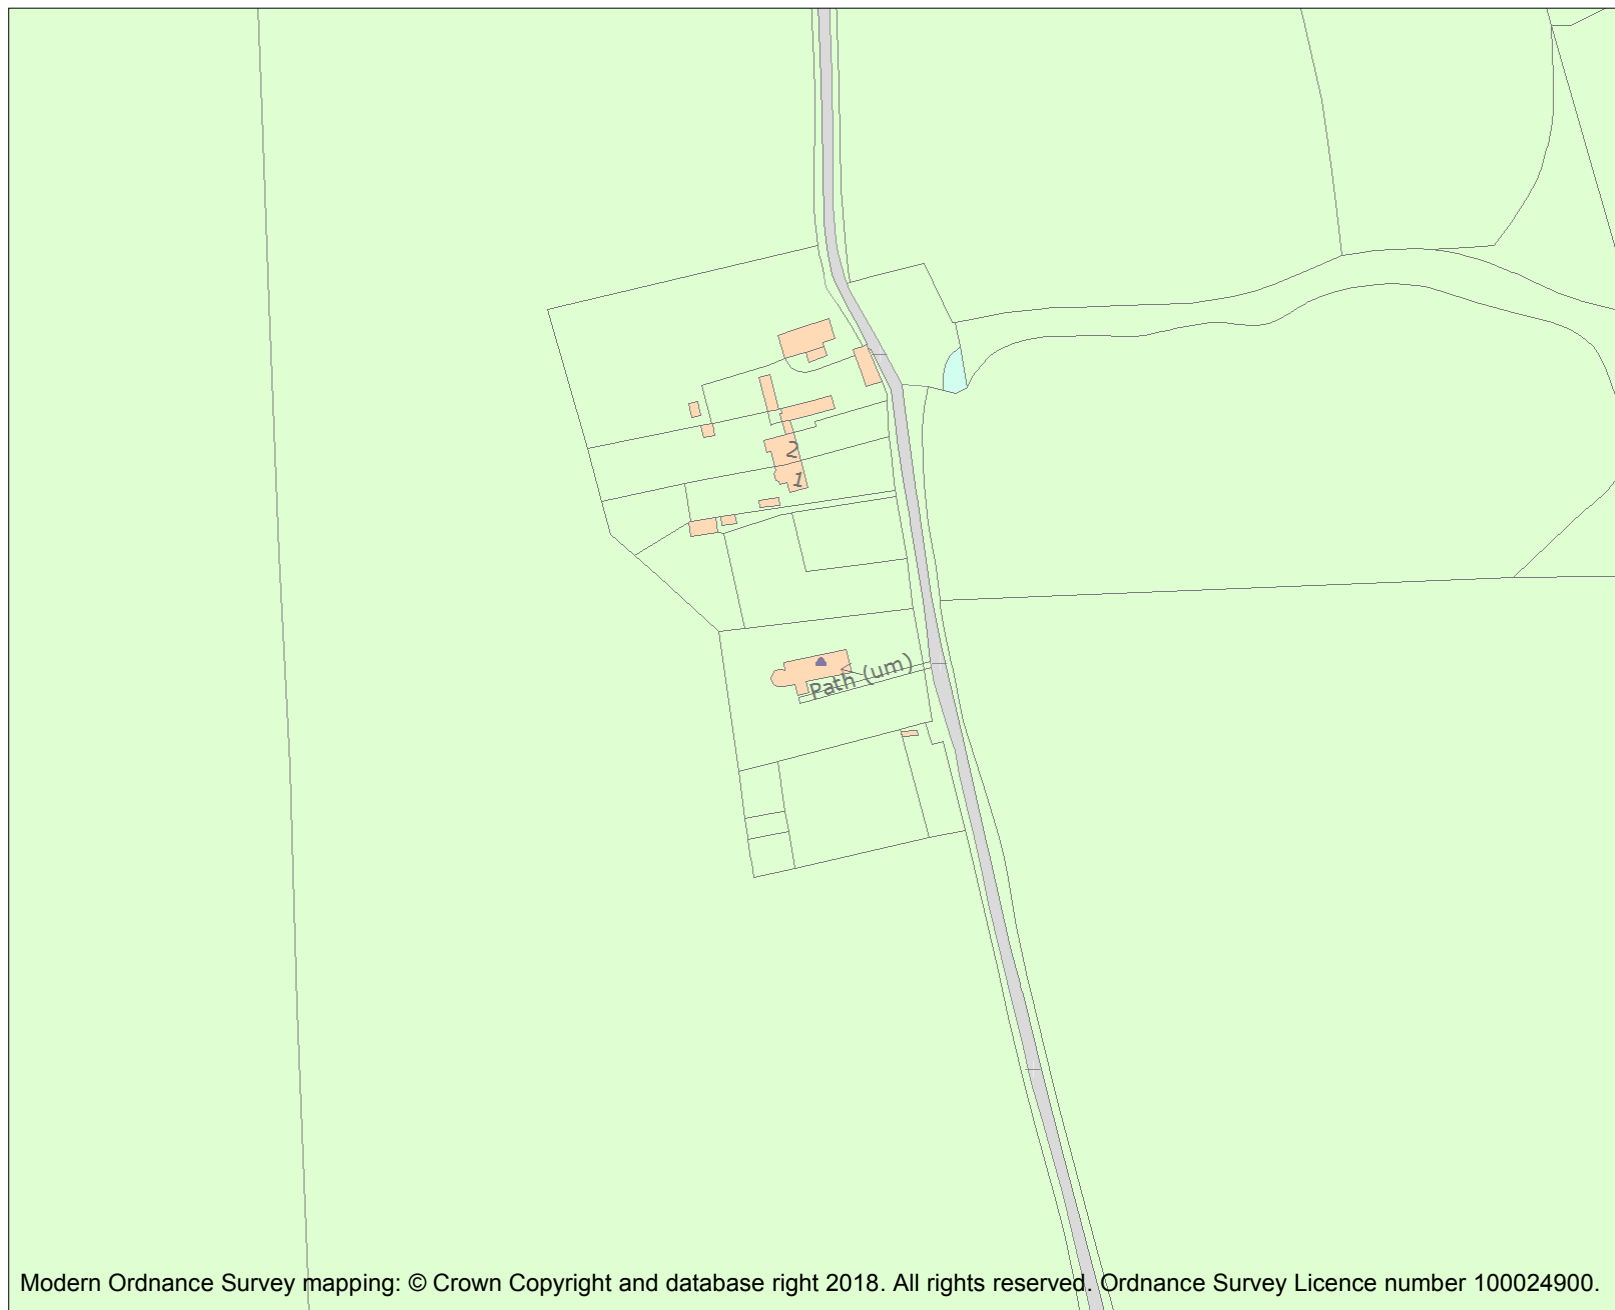 2
1
Path (um)
Modern Ordnance Survey mapping: © Crown Copyright and database right 2018. All rights reserved. Ordnance Survey Licence number 100024900.